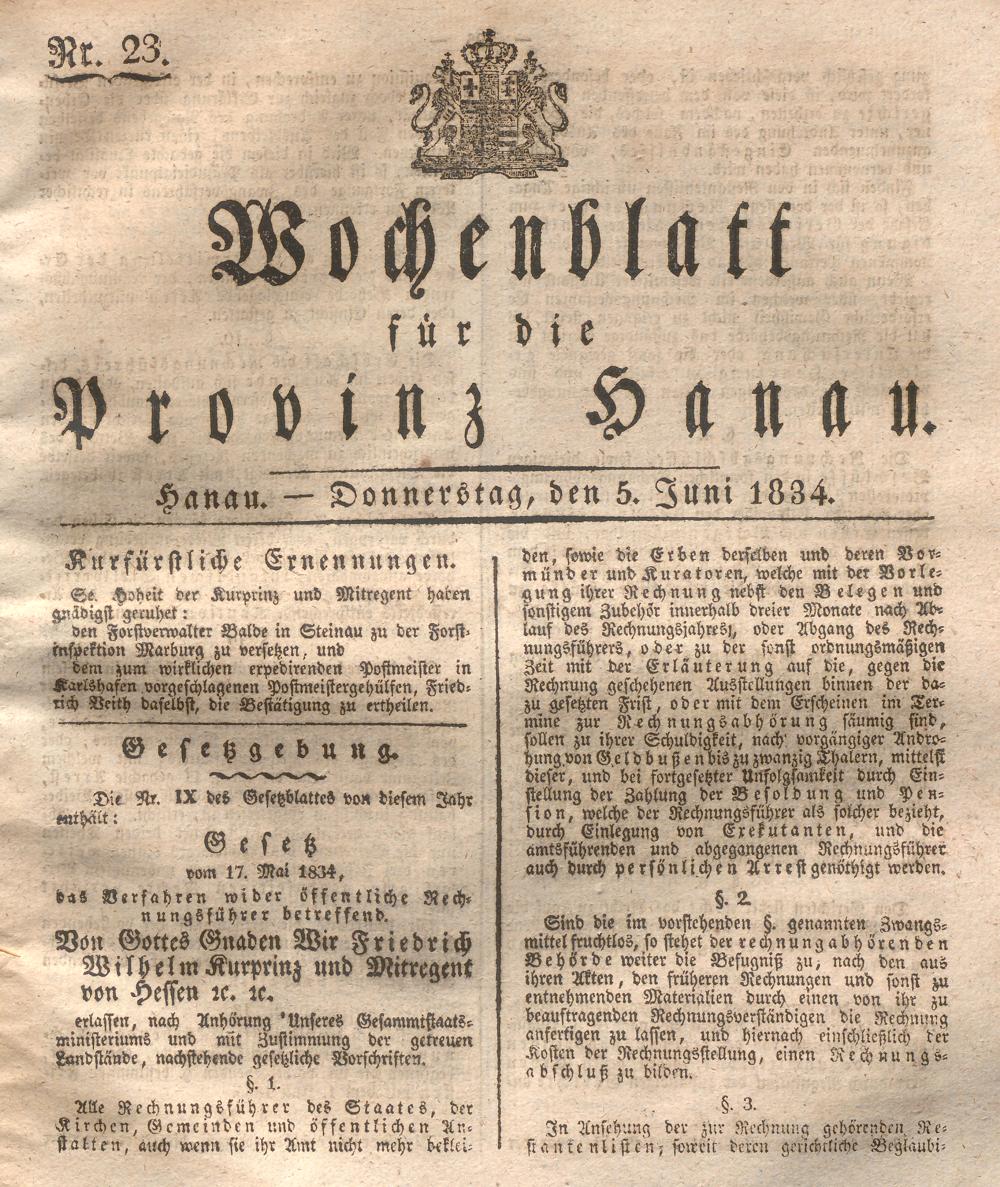 Nr. 23.
Wochenblatt
für die
Provinz Hanau.
Hanau. — Donnerstag, den 5. Juni 1834.
Kurfürstliche Ernennungen.
Se. Hoheit der Kurprinz und Mitregent haben
gnädigst geruhet:
den Forstverwalter Balde in Steinau zu der Forst-
inspektion Marburg zu versetzen, und
dem zum wirklichen expedirenden Postmeister in
Karlshafen vorgeschlagenen Postmeistergehülfen, Fried-
rich Veith daselbst, die Bestätigung zu ertheilen.
Gesetzgebung.
Die Nr. IX des Gesetzblattes von diesem Jahr
enthält:
Gesetz
vom 17. Mai 1834,
das Verfahren wider öffentliche Rech-
nungsführer betreffend.
Von Gottes Gnaden Wir Friedrich
Wilhelm Kurprinz und Mitregent
von Hessen ꝛc. ꝛc.
erlassen, nach Anhörung Unseres Gesammtstaats-
ministeriums und mit Zustimmung der getreuen
Landstände, nachstehende gesetzliche Vorschriften.
§. 1.
Alle Rechnungsführer des Staates, der
Kirchen, Gemeinden und öffentlichen An-
stalten, auch wenn sie ihr Amt nicht mehr beklei-
den, sowie die Erben derselben und deren Vor-
münder und Kuratoren, welche mit der Vorle-
gung ihrer Rechnung nebst den Belegen und
sonstigem Zubehör innerhalb dreier Monate nach Ab-
lauf des Rechnungsjahres, oder Abgang des Rech-
nungsführers, oder zu der sonst ordnungsmäßigen
Zeit mit der Erläuterung auf die, gegen die
Rechnung geschehenen Ausstellungen binnen der da-
zu gesetzten Frist, oder mit dem Erscheinen im Ter-
mine zur Rechnungsabhörung säumig sind,
sollen zu ihrer Schuldigkeit, nach vorgängiger Andro-
hung von Geldbußen bis zu zwanzig Thalern, mittelst
dieser, und bei fortgesetzter Unfolgsamkeit durch Ein-
stellung der Zahlung der Besoldung und Pen-
sion, welche der Rechnungsführer als solcher bezieht,
durch Einlegung von Exekutanten, und die
amtsführenden und abgegangenen Rechnungsführer
auch durch persönlichen Arrest genöthigt werden.
§. 2.
Sind die im vorstehenden §. genannten Zwangs-
mittel fruchtlos, so stehet der rechnungabhörenden
Behörde weiter die Befugniß zu, nach den aus
ihren Akten, den früheren Rechnungen und sonst zu
entnehmenden Materialien durch einen von ihr zu
beauftragenden Rechnungsverständigen die Rechnung
anfertigen zu lassen, und hiernach einschließlich der
Kosten der Rechnungsstellung, einen Rechnungs-
abschluß zu bilden.
§. 3.
In Ansehung der zur Rechnung gehörenden Re-
stantenlisten, soweit deren gerichtliche Beglaubi-